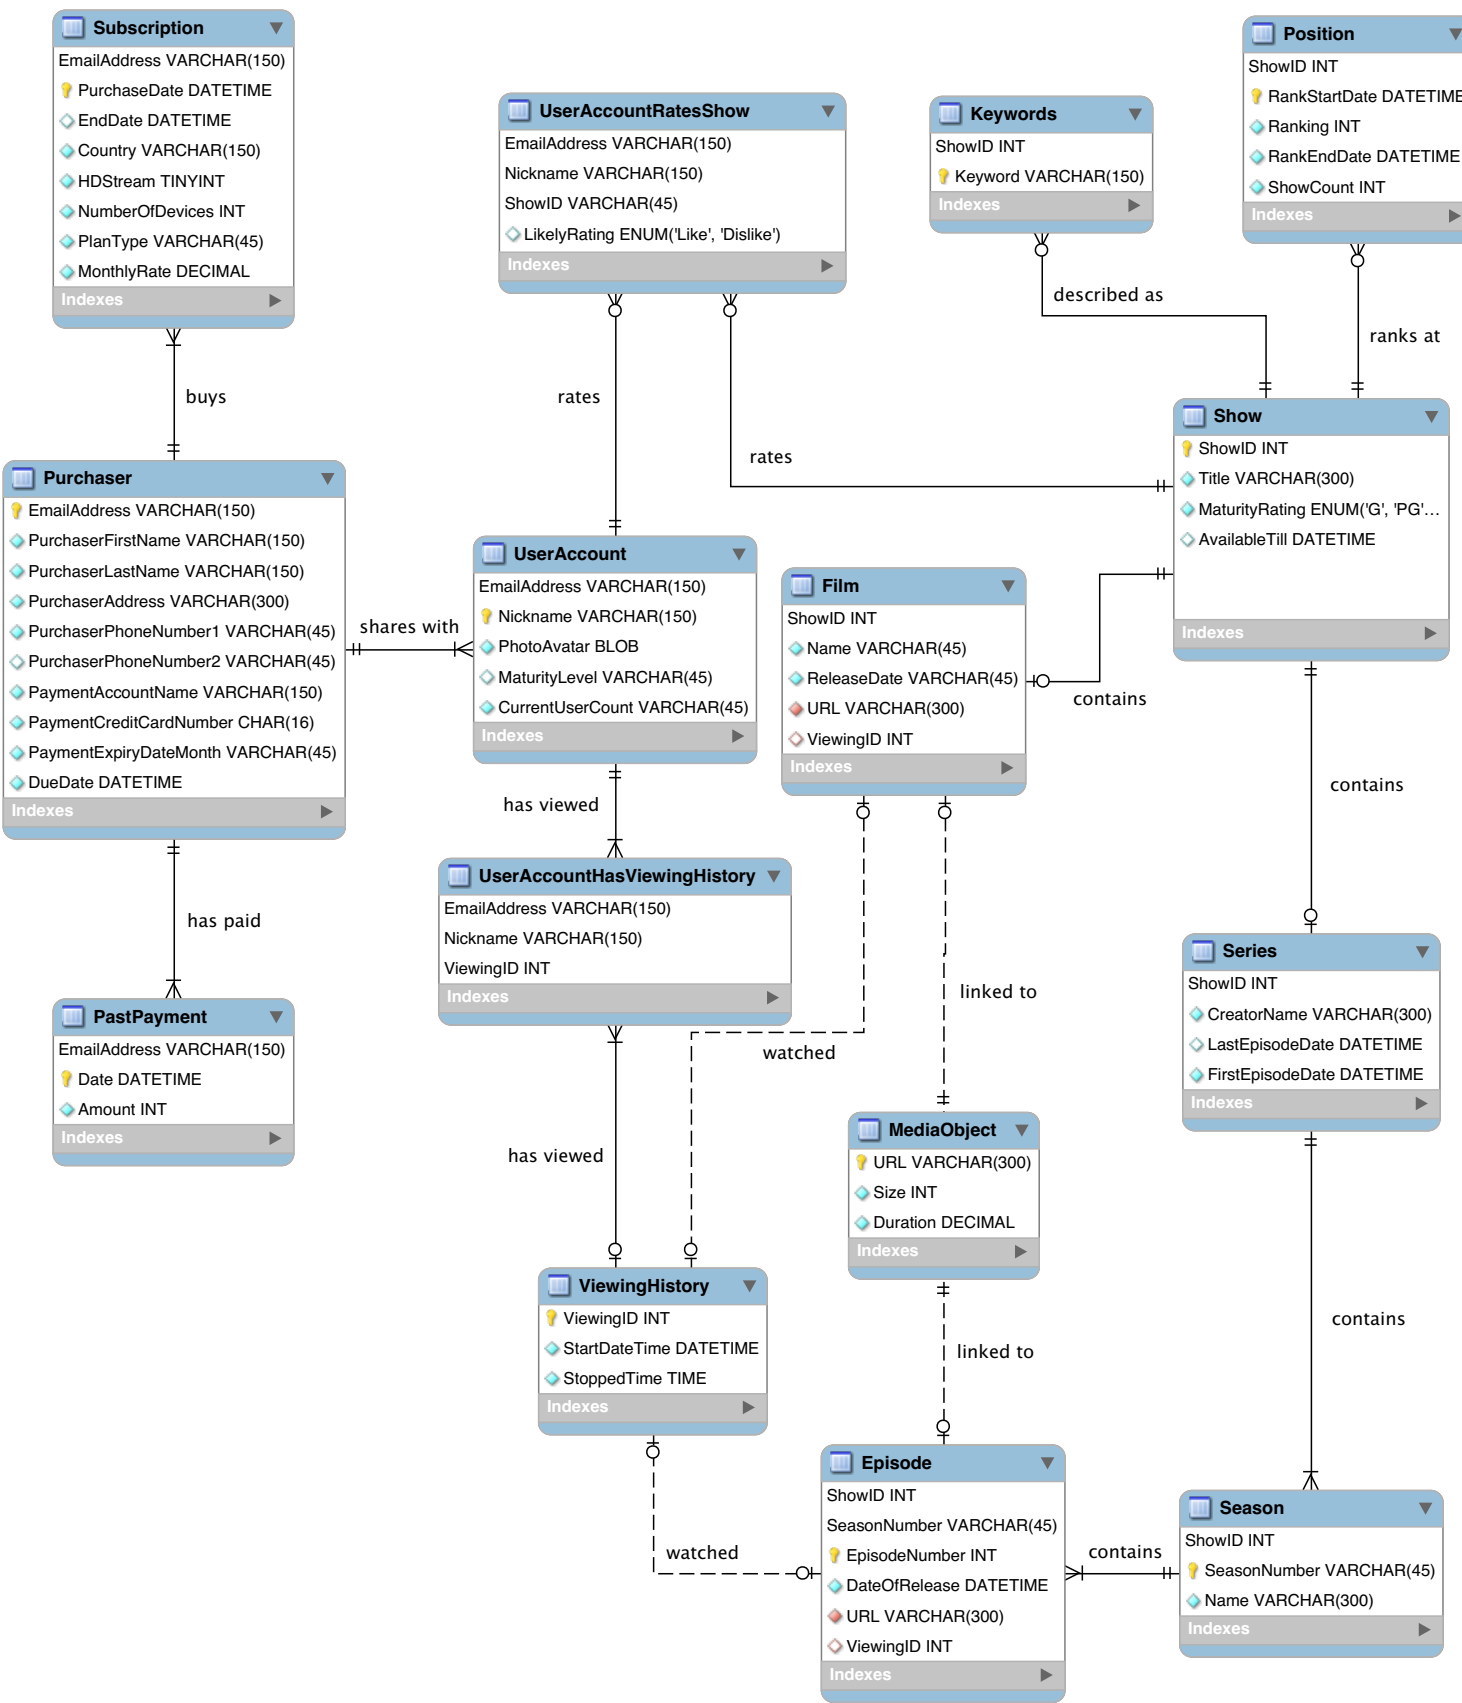 Subscription
EmailAddress VARCHAR(150)
PurchaseDate DATETIME
EndDate DATETIME
Country VARCHAR(150)
HDStream TINYINT
NumberOfDevices INT
PlanType VARCHAR(45)
MonthlyRate DECIMAL
Indexes
UserAccountRatesShow
EmailAddress VARCHAR(150)
Nickname VARCHAR(150)
ShowID VARCHAR(45)
LikelyRating ENUM('Like', 'Dislike')
Indexes
Keywords
ShowID INT
Keyword VARCHAR(150)
Indexes
Position
ShowID INT
RankStartDate DATETIME
Ranking INT
RankEndDate DATETIME
ShowCount INT
Indexes
buys
rates
rates
described as
ranks at
Purchaser
EmailAddress VARCHAR(150)
PurchaserFirstName VARCHAR(150)
PurchaserLastName VARCHAR(150)
PurchaserAddress VARCHAR(300)
PurchaserPhoneNumber1 VARCHAR(45)
PurchaserPhoneNumber2 VARCHAR(45)
PaymentAccountName VARCHAR(150)
PaymentCreditCardNumber CHAR(16)
PaymentExpiryDateMonth VARCHAR(45)
DueDate DATETIME
Indexes
shares with
UserAccount
EmailAddress VARCHAR(150)
Nickname VARCHAR(150)
PhotoAvatar BLOB
MaturityLevel VARCHAR(45)
CurrentUserCount VARCHAR(45)
Indexes
Film
ShowID INT
Name VARCHAR(45)
ReleaseDate VARCHAR(45)
URL VARCHAR(300)
ViewingID INT
Indexes
contains
Show
ShowID INT
Title VARCHAR(300)
MaturityRating ENUM('G', 'PG'...
AvailableTill DATETIME
Indexes
contains
has viewed
has paid
UserAccountHasViewingHistory
EmailAddress VARCHAR(150)
Nickname VARCHAR(150)
ViewingID INT
Indexes
linked to
watched
Series
ShowID INT
CreatorName VARCHAR(300)
LastEpisodeDate DATETIME
FirstEpisodeDate DATETIME
Indexes
PastPayment
EmailAddress VARCHAR(150)
Date DATETIME
Amount INT
Indexes
has viewed
MediaObject
URL VARCHAR(300)
Size INT
Duration DECIMAL
Indexes
ViewingHistory
ViewingID INT
StartDateTime DATETIME
StoppedTime TIME
Indexes
linked to
contains
watched
Episode
ShowID INT
SeasonNumber VARCHAR(45)
EpisodeNumber INT
DateOfRelease DATETIME
URL VARCHAR(300)
ViewingID INT
Indexes
contains
Season
ShowID INT
SeasonNumber VARCHAR(45)
Name VARCHAR(300)
Indexes